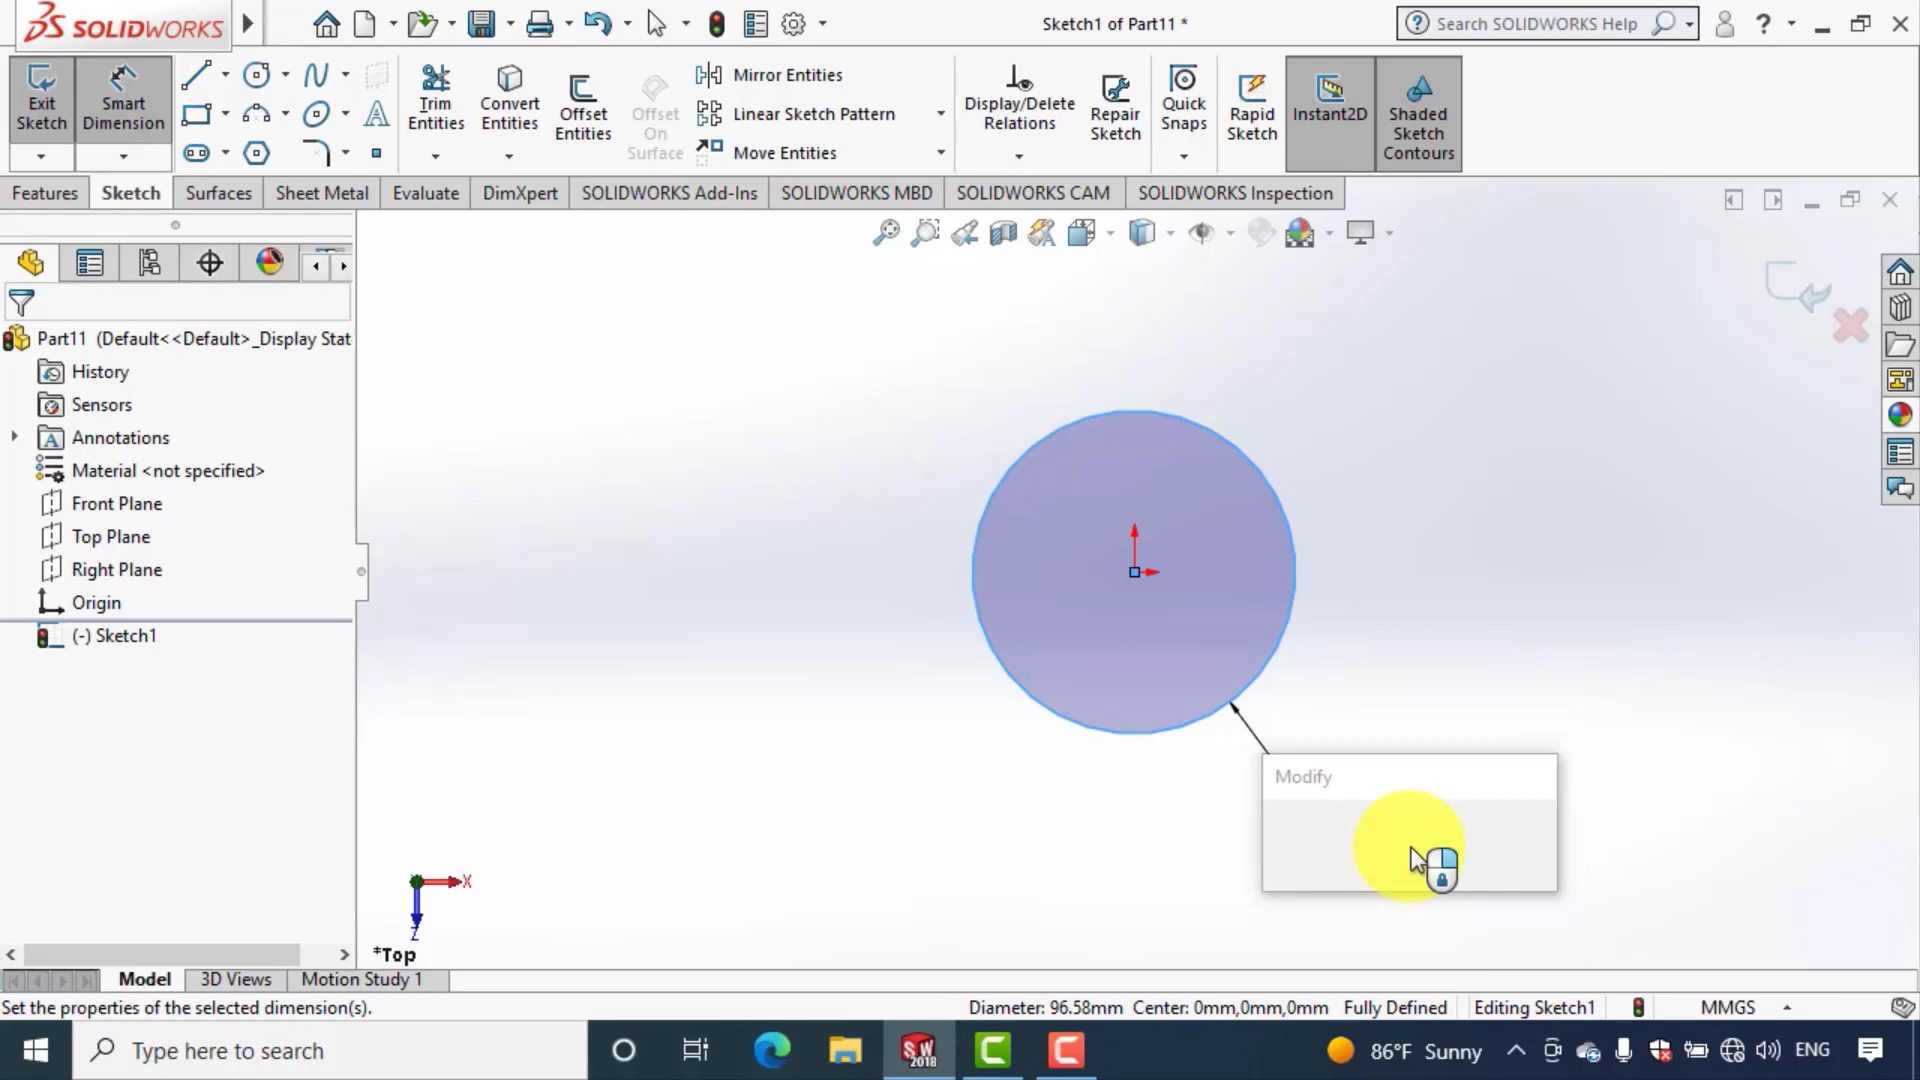 SOLIDWORKS
Sketch1 of Part11 *
Search SOLIDWORKS Help
?
Exit Sketch
Smart Dimension
Trim Entities
Convert Entities
Offset Entities
Offset On Surface
Mirror Entities
Linear Sketch Pattern
Move Entities
Display/Delete Relations
Repair Sketch
Quick Snaps
Rapid Sketch
Instant2D
Shaded Sketch Contours
Features
Sketch
Surfaces
Sheet Metal
Evaluate
DimXpert
SOLIDWORKS Add-Ins
SOLIDWORKS MBD
SOLIDWORKS CAM
SOLIDWORKS Inspection
Part11 (Default<<Default>_Display Stat
History
Sensors
Annotations
Material <not specified>
Front Plane
Top Plane
Right Plane
Origin
(-) Sketch1
Modify
X
Z
*Top
Model
3D Views
Motion Study 1
Set the properties of the selected dimension(s).
Diameter: 96.58mm Center: 0mm,0mm,0mm
Fully Defined
Editing Sketch1
MMGS
Type here to search
SW 2018
86°F Sunny
ENG